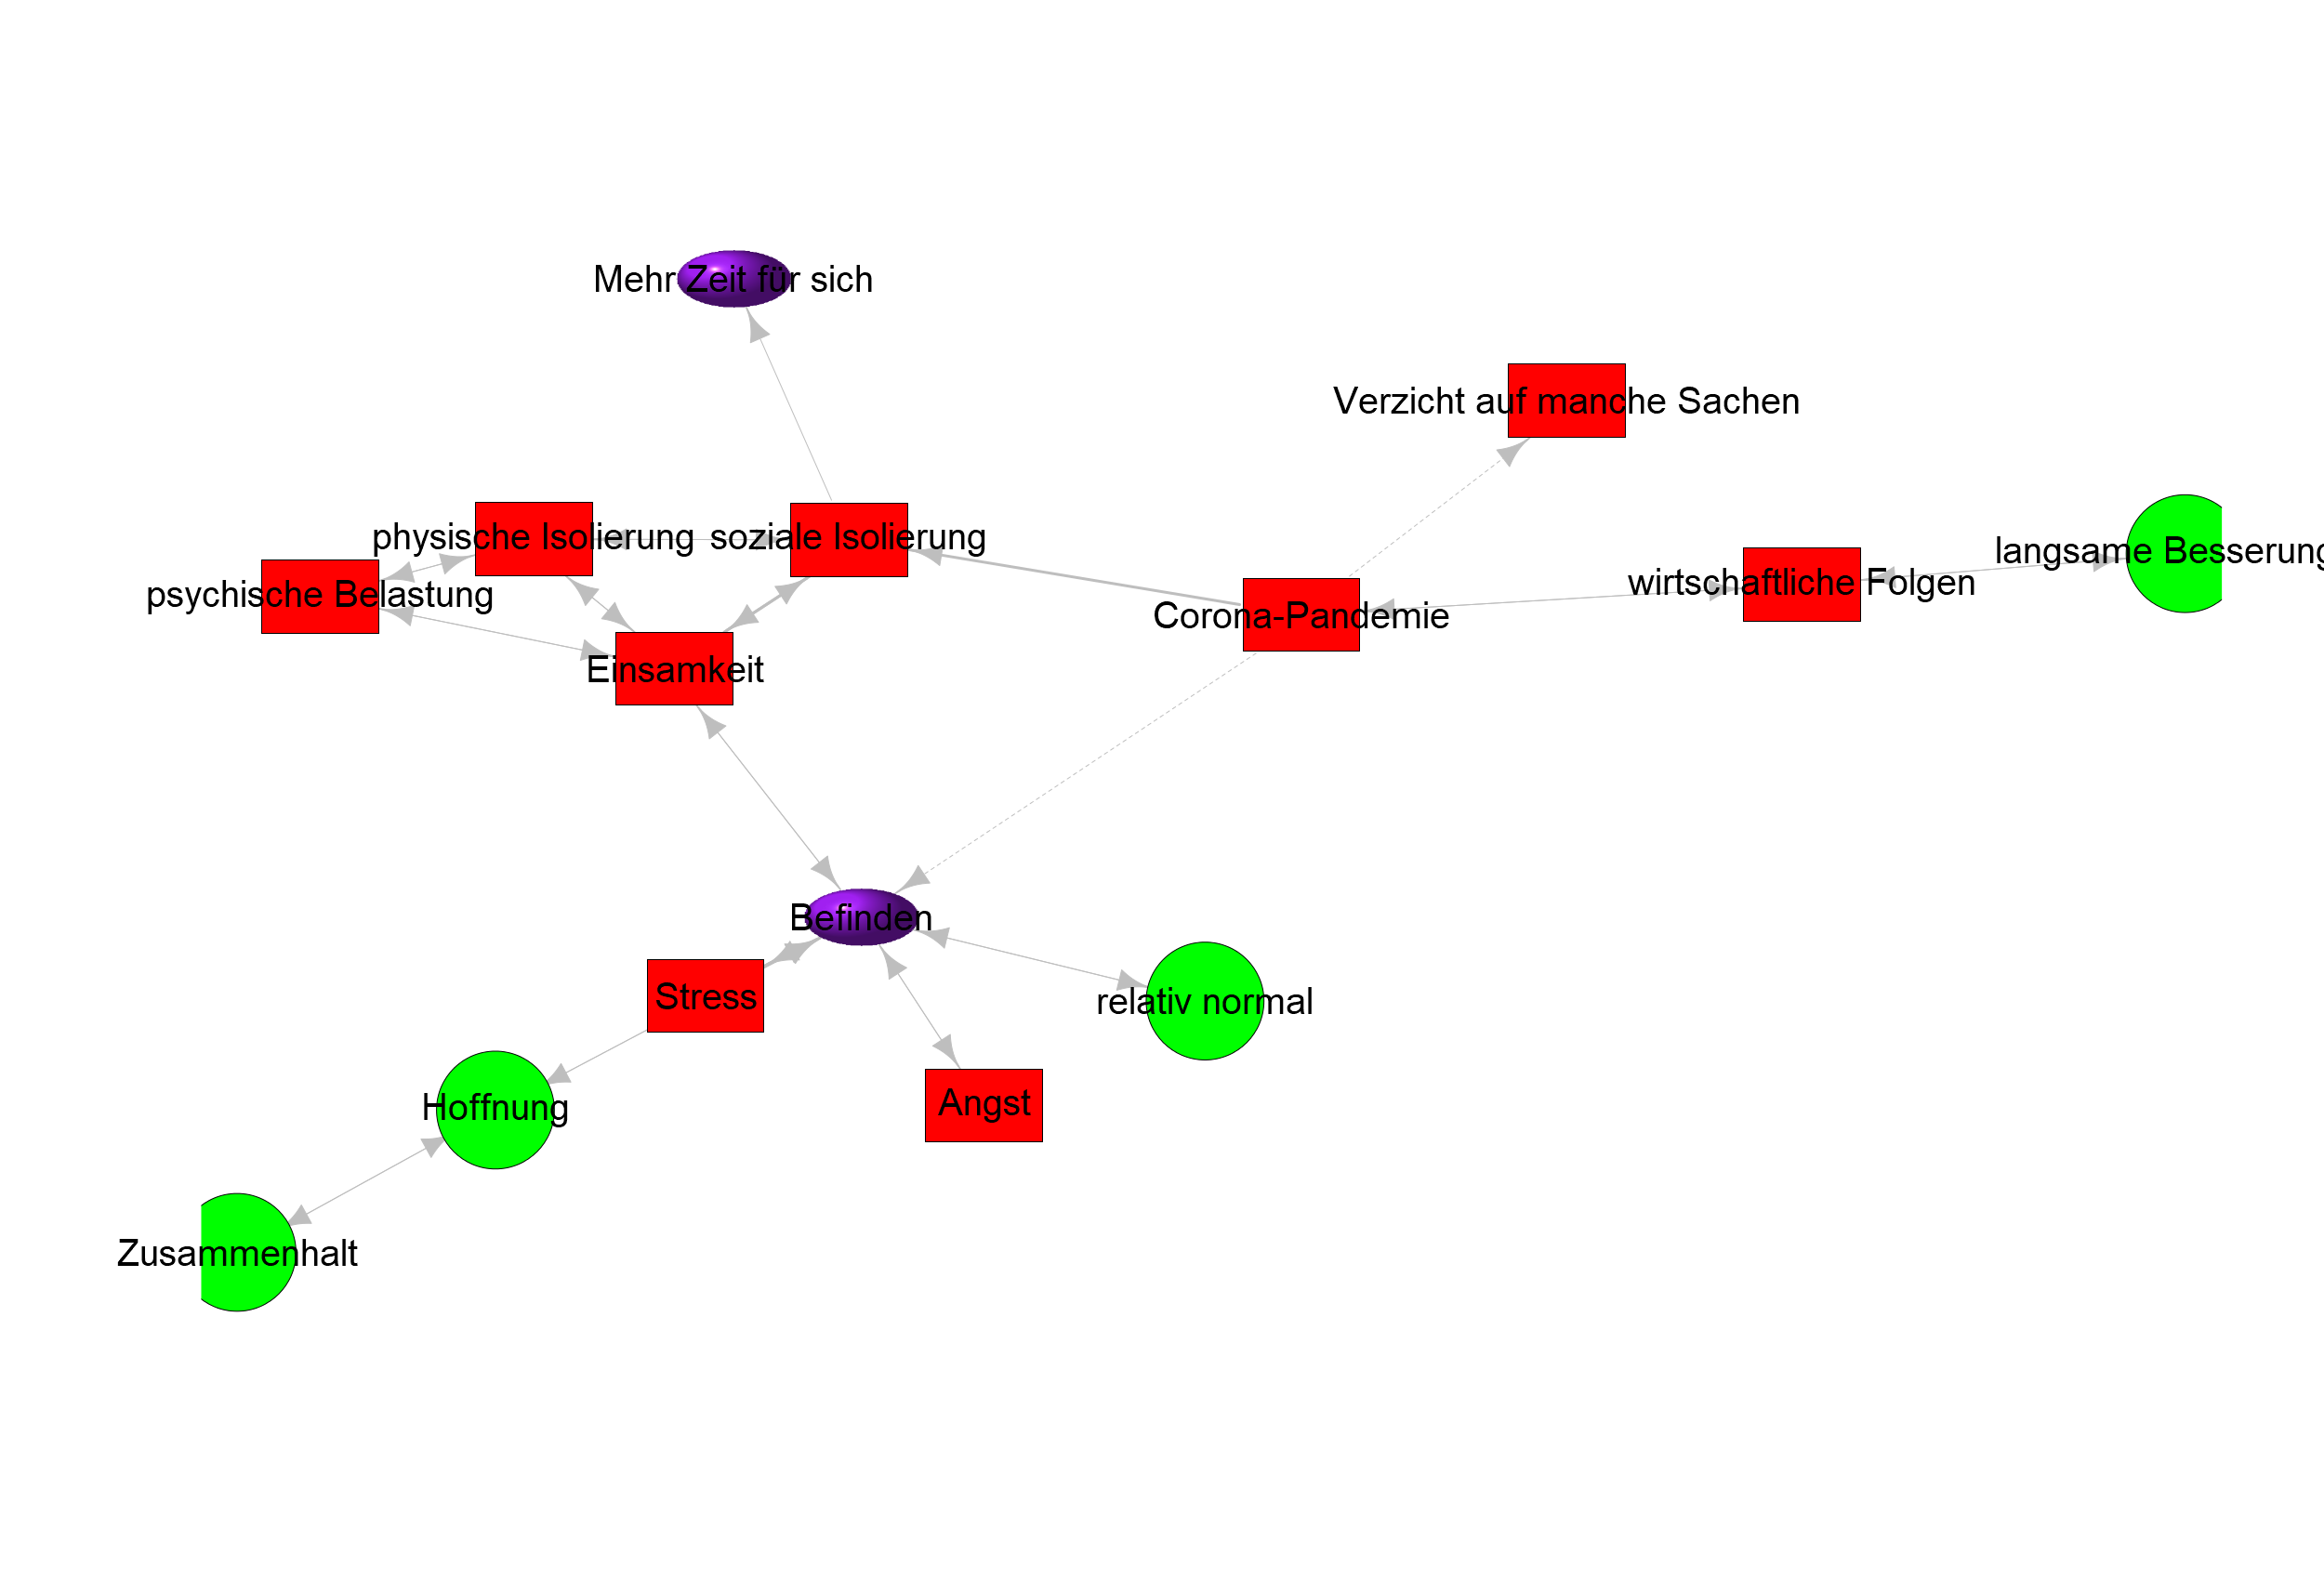 Mehr Zeit für sich
Verzicht auf manche Sachen
physische Isolierung
soziale Isolierung
langsame Besserung
psychische Belastung
wirtschaftliche Folgen
Corona-Pandemie
Einsamkeit
Befinden
Stress
relativ normal
Hoffnung
Angst
Zusammenhalt